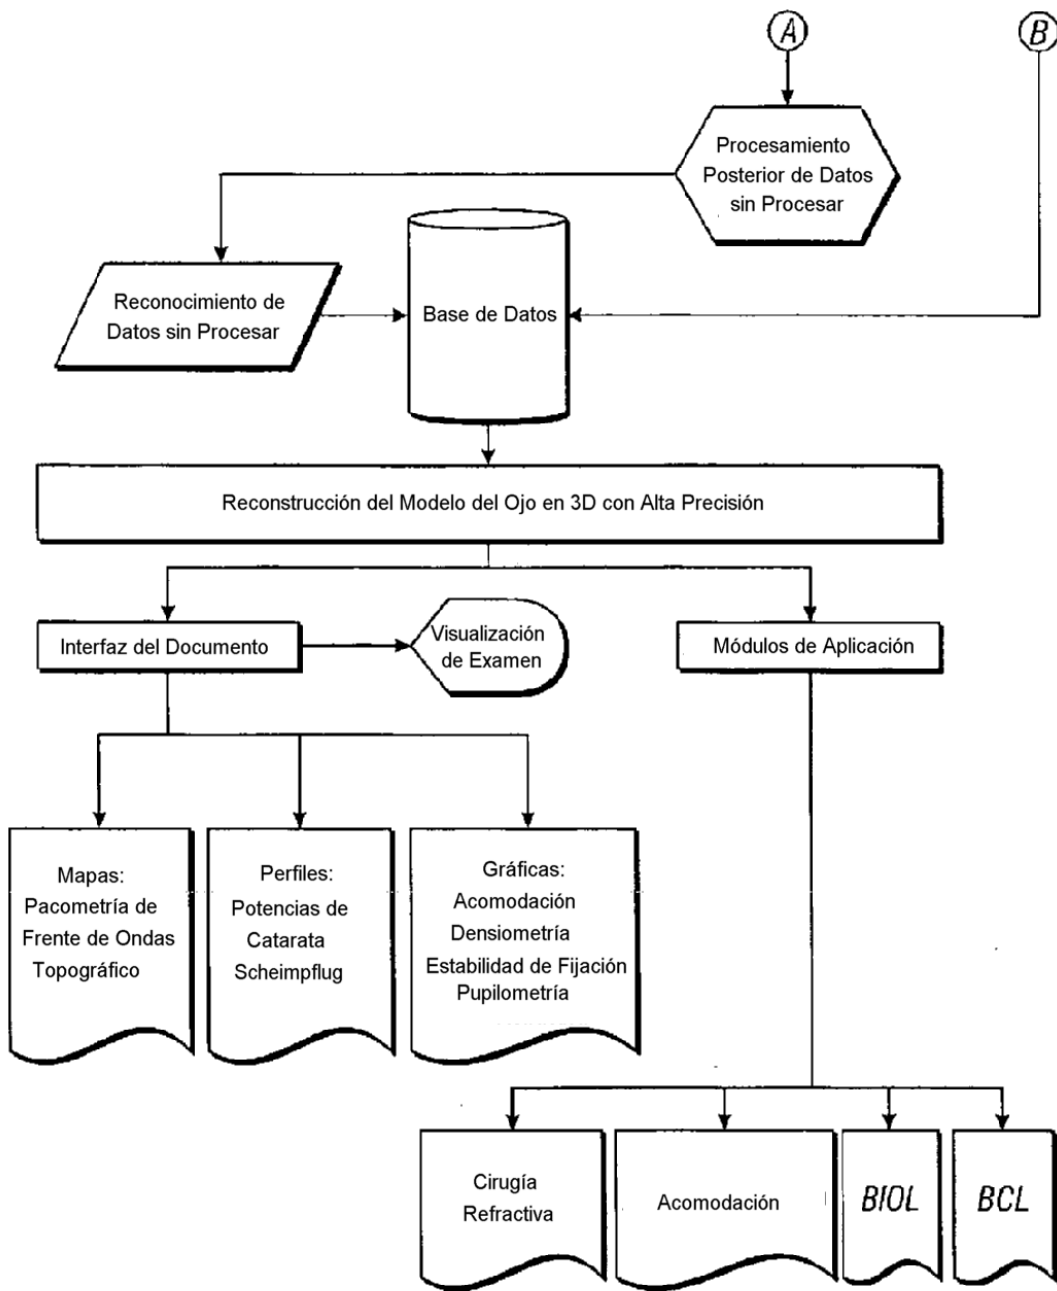 A
B
Procesamiento
Posterior de Datos
sin Procesar
Reconocimiento de
Datos sin Procesar
Base de Datos
Reconstrucción del Modelo del Ojo en 3D con Alta Precisión
Interfaz del Documento
Visualización
de Examen
Módulos de Aplicación
Mapas:
Pacometría de
Frente de Ondas
Topográfico
Perfiles:
Potencias de
Catarata
Scheimpflug
Gráficas:
Acomodación
Densiometría
Estabilidad de Fijación
Pupilometría
Cirugía
Refractiva
Acomodación
BIOL
BCL